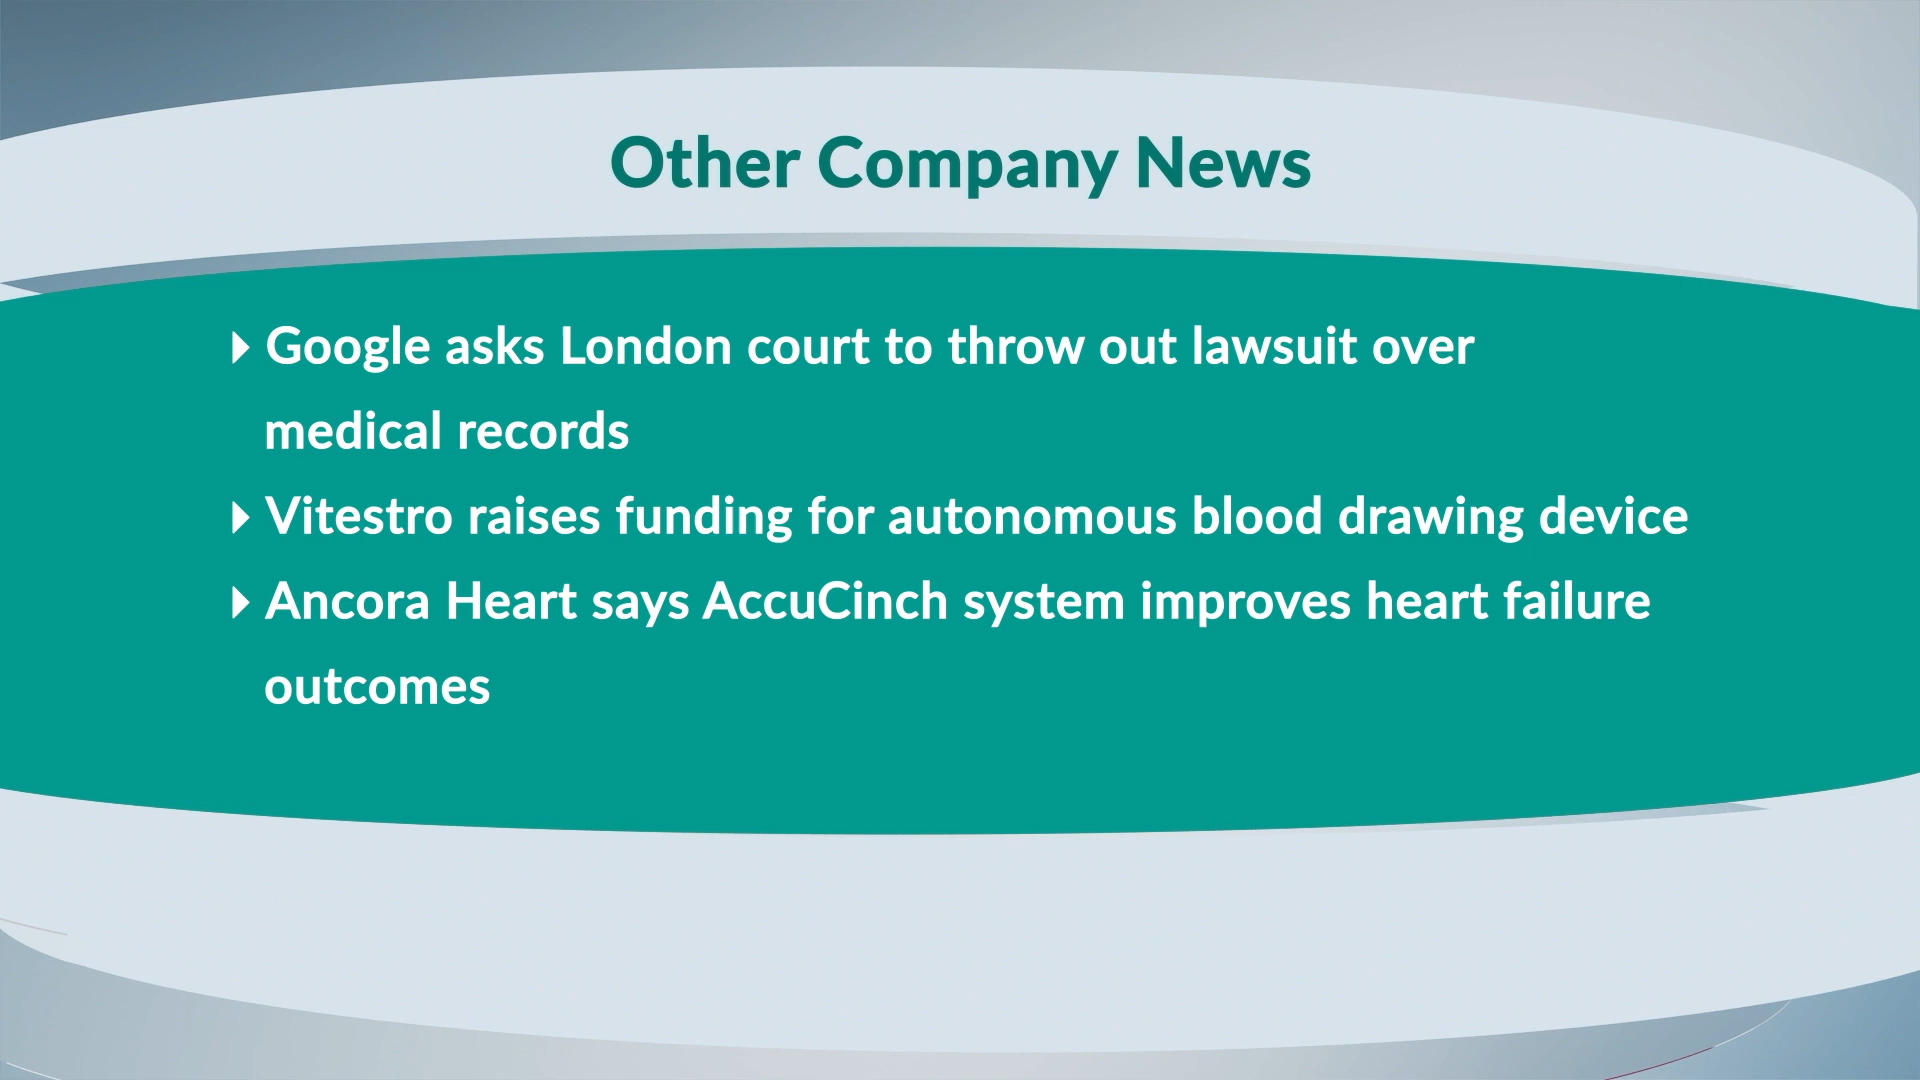 Other Company News
Google asks London court to throw out lawsuit over
medical records
Vitestro raises funding for autonomous blood drawing device
Ancora Heart says AccuCinch system improves heart failure
outcomes